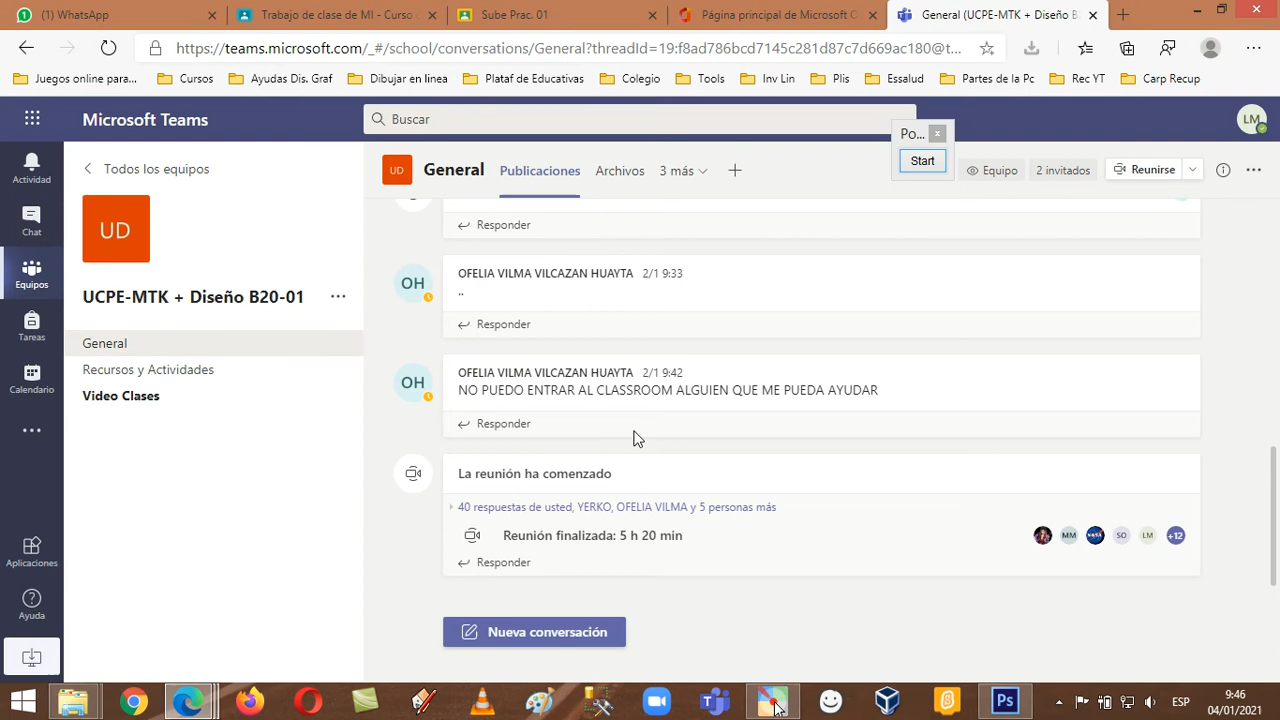 (1) WhatsApp
Trabajo de clase de MI - Curso
Sube Prac. 01
Página principal de Microsoft O
General (UCPE-MTK + Diseño B
https://teams.microsoft.com/_#/school/conversations/General?threadId=19:f8ad786bcd7145c281d87c7d669ac180@t...
Juegos online para...
Cursos
Ayudas Dis. Graf
Dibujar en linea
Plataf de Educativas
Colegio
Tools
Inv Lin
Plis
Essalud
Partes de la Pc
Rec YT
Carp Recup
Microsoft Teams
Buscar
LM
Po...
Start
Actividad
Chat
Equipos
Tareas
Calendario
Aplicaciones
Ayuda
Todos los equipos
UD
UCPE-MTK + Diseño B20-01
General
Recursos y Actividades
Video Clases
UD
General
Publicaciones
Archivos
3 más
Equipo
2 invitados
Reunirse
Responder
OH
OFELIA VILMA VILCAZAN HUAYTA 2/1 9:33
..
Responder
OH
OFELIA VILMA VILCAZAN HUAYTA 2/1 9:42
NO PUEDO ENTRAR AL CLASSROOM ALGUIEN QUE ME PUEDA AYUDAR
Responder
La reunión ha comenzado
40 respuestas de usted, YERKO, OFELIA VILMA y 5 personas más
Reunión finalizada: 5 h 20 min
MM
SO
LM
+12
Responder
Nueva conversación
Ps
ESP
9:46
04/01/2021